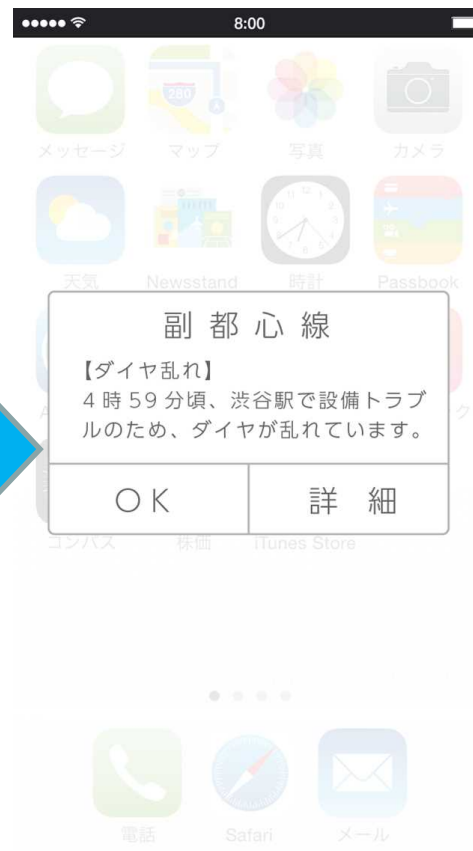 8:00
280
メッセージ マップ 写真 カメラ
天気 Newsstand 時計 Passbook
副都心線
【ダイヤ乱れ】
4時59分頃、渋谷駅で設備トラブ
ルのため、ダイヤが乱れています。
OK 詳細
コンパス 株価 iTunes Store
電話 Safari メール